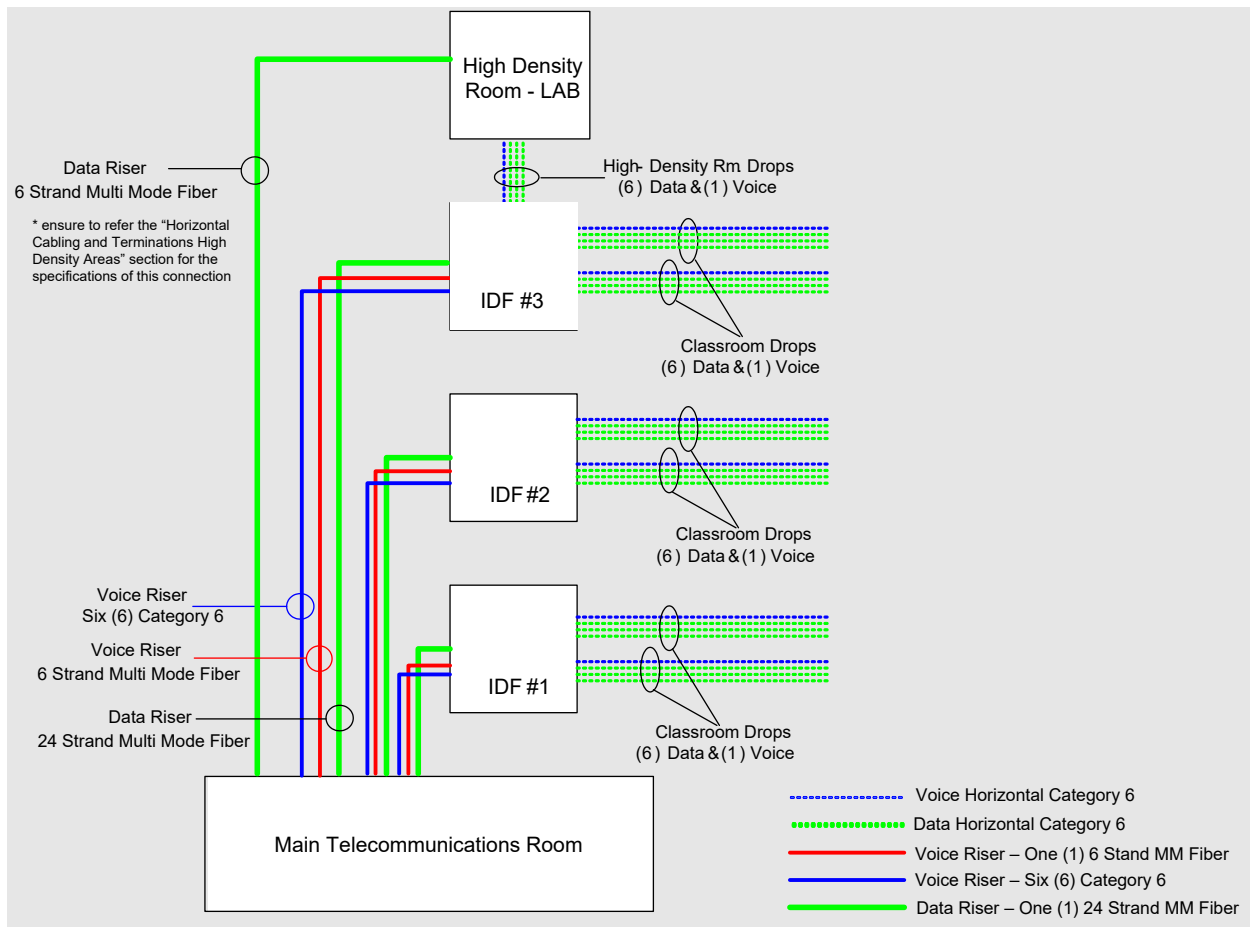 High Density
Room - LAB
Data Riser
6 Strand Multi Mode Fiber
* ensure to refer the “Horizontal
Cabling and Terminations High
Density Areas” section for the
specifications of this connection
High- Density Rm Drops
(6) Data & (1) Voice
IDF #3
Classroom Drops
(6) Data & (1) Voice
IDF #2
Classroom Drops
(6) Data & (1) Voice
Voice Riser
Six (6) Category 6
Voice Riser
6 Strand Multi Mode Fiber
IDF #1
Data Riser
24 Strand Multi Mode Fiber
Classroom Drops
(6) Data & (1) Voice
Main Telecommunications Room
Voice Horizontal Category 6
Data Horizontal Category 6
Voice Riser – One (1) 6 Stand MM Fiber
Voice Riser – Six (6) Category 6
Data Riser – One (1) 24 Strand MM Fiber